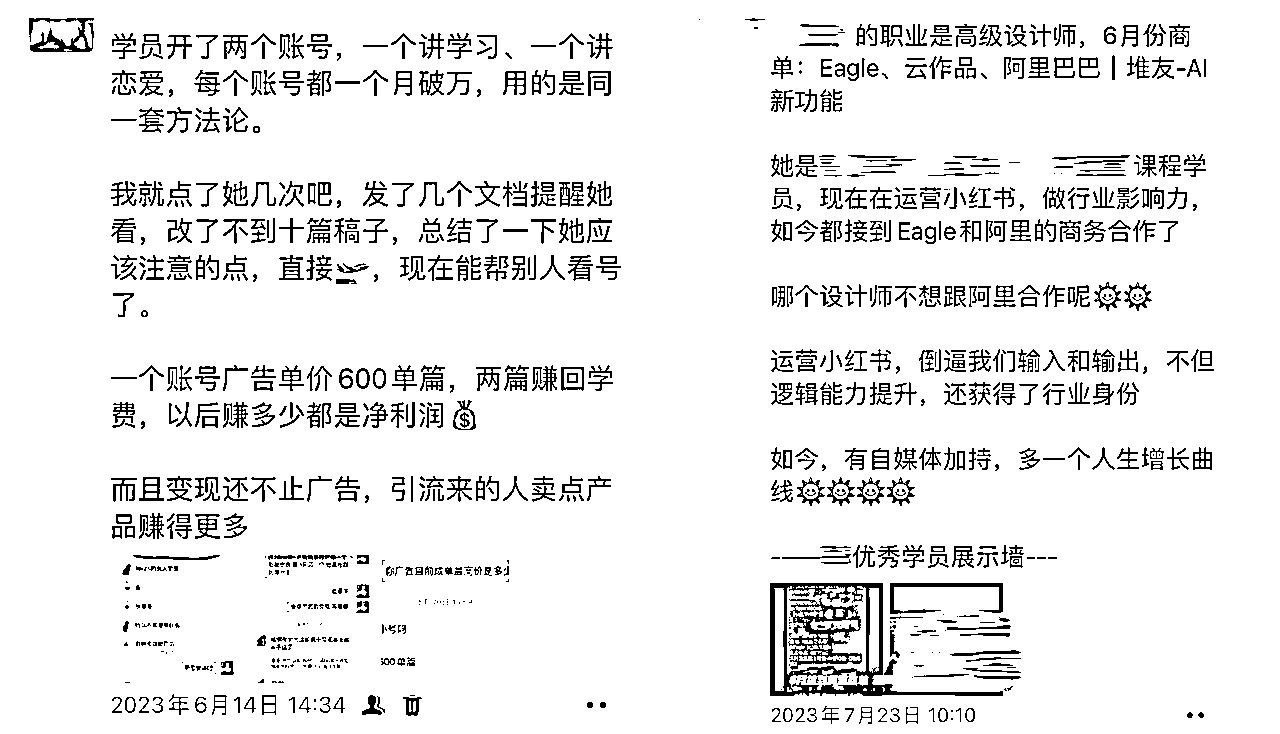 学员开了两个账号，一个讲学习、一个讲
恋爱，每个账号都一个月破万，用的是同
一套方法论。
我就点了她几次吧，发了几个文档提醒她
看，改了不到十篇稿子，总结了一下她应
该注意的点，直接🛫，现在能帮别人看号
了。
一个账号广告单价600单篇，两篇赚回学
费，以后赚多少都是净利润💰
而且变现还不止广告，引流来的人卖点产
品赚得更多
小号呵
600单篇
2023年6月14日 14:34
的职业是高级设计师，6月份商
单：Eagle、云作品、阿里巴巴 | 堆友-AI
新功能
她是 课程学
员，现在在运营小红书，做行业影响力，
如今都接到Eagle和阿里的商务合作了
哪个设计师不想跟阿里合作呢🌞🌞
运营小红书，倒逼我们输入和输出，不但
逻辑能力提升，还获得了行业身份
如今，有自媒体加持，多一个人生增长曲
线🌞🌞🌞🌞
---优秀学员展示墙---
2023年7月23日 10:10